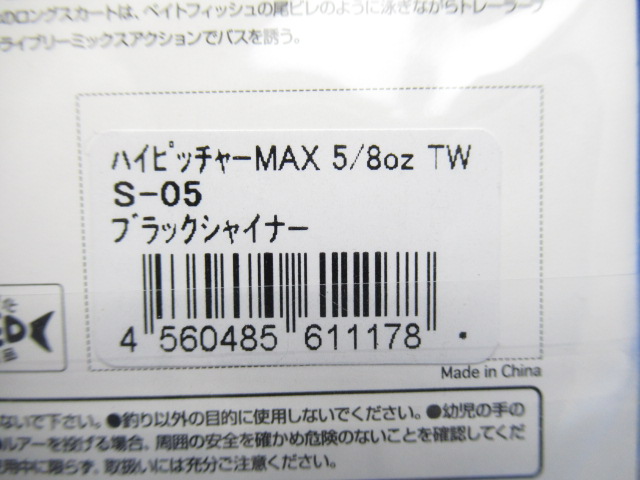 のロングスカートは、ベイトフィッシュの尾ビレのように泳ぎながらトレーラーフ
ライブリーミックスアクションでバスを誘う。
ハイピッチャーMAX 5/8oz TW
S-05
ブラックシャイナー
4 560485 611178
Made in China
ないで下さい。●釣り以外の目的に使用しないでください。●幼児の手の
ルアーを投げる場合、周囲の安全を確かめ危険のないことを確認してくだ
用中に限らず、取扱いには充分ご注意ください。